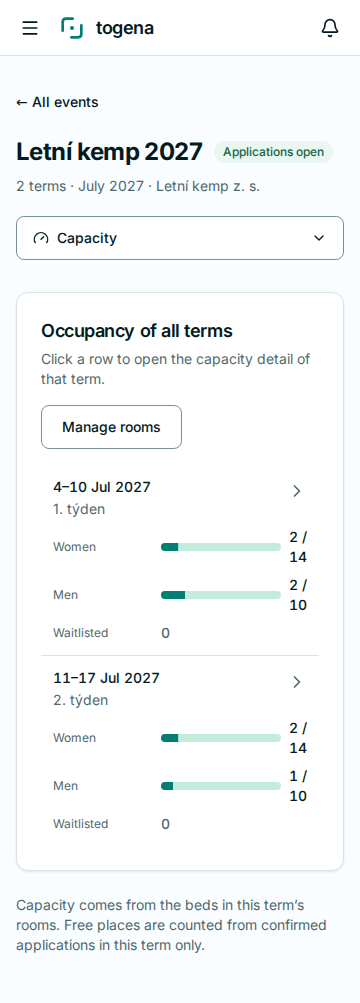 togena
← All events
Letní kemp 2027 Applications open
2 terms · July 2027 · Letní kemp z. s.
Capacity
Occupancy of all terms
Click a row to open the capacity detail of
that term.
Manage rooms
4–10 Jul 2027
1. týden
Women 2 /
14
Men 2 /
10
Waitlisted 0
11–17 Jul 2027
2. týden
Women 2 /
14
Men 1 /
10
Waitlisted 0
Capacity comes from the beds in this term’s
rooms. Free places are counted from confirmed
applications in this term only.